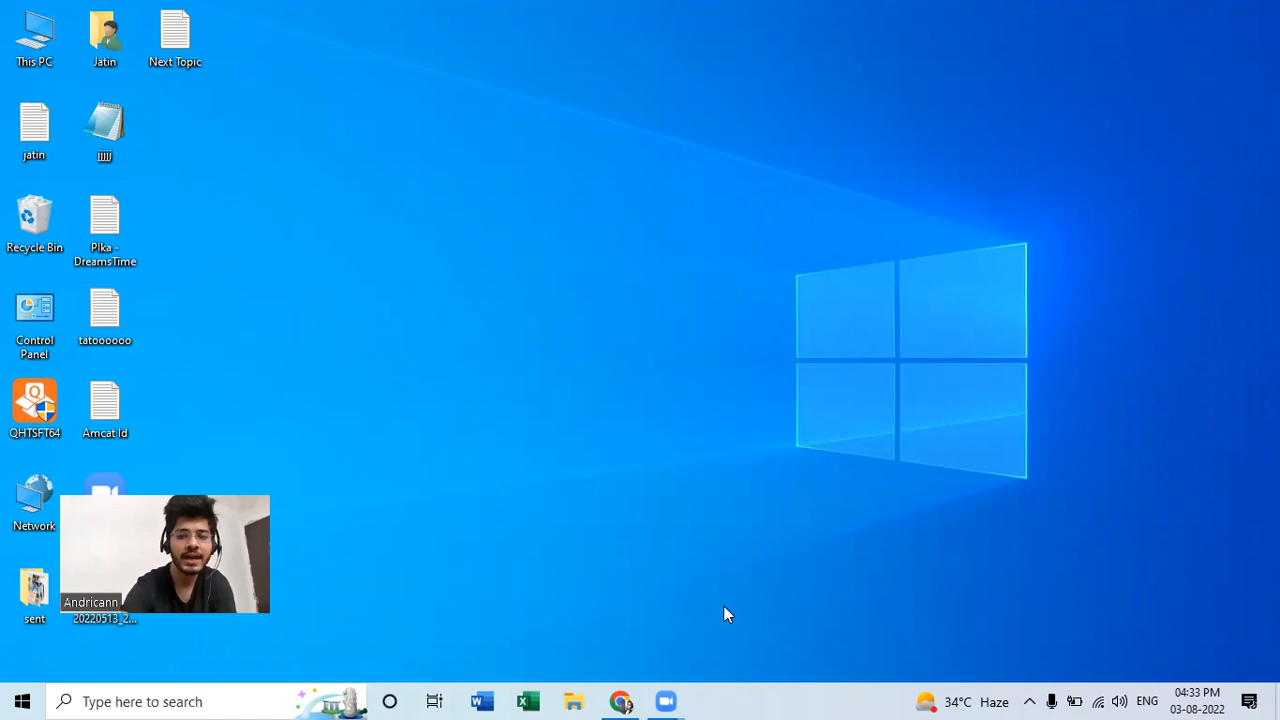 This PC
Jatin
Next Topic
jatin
jjjjj
Recycle Bin
Plka -
DreamsTime
Control
Panel
tatoooooo
QHTSFT64
Amcat Id
Network
Andricann
sent
20220513_2...
Type here to search
34°C Haze
ENG
04:33 PM
03-08-2022